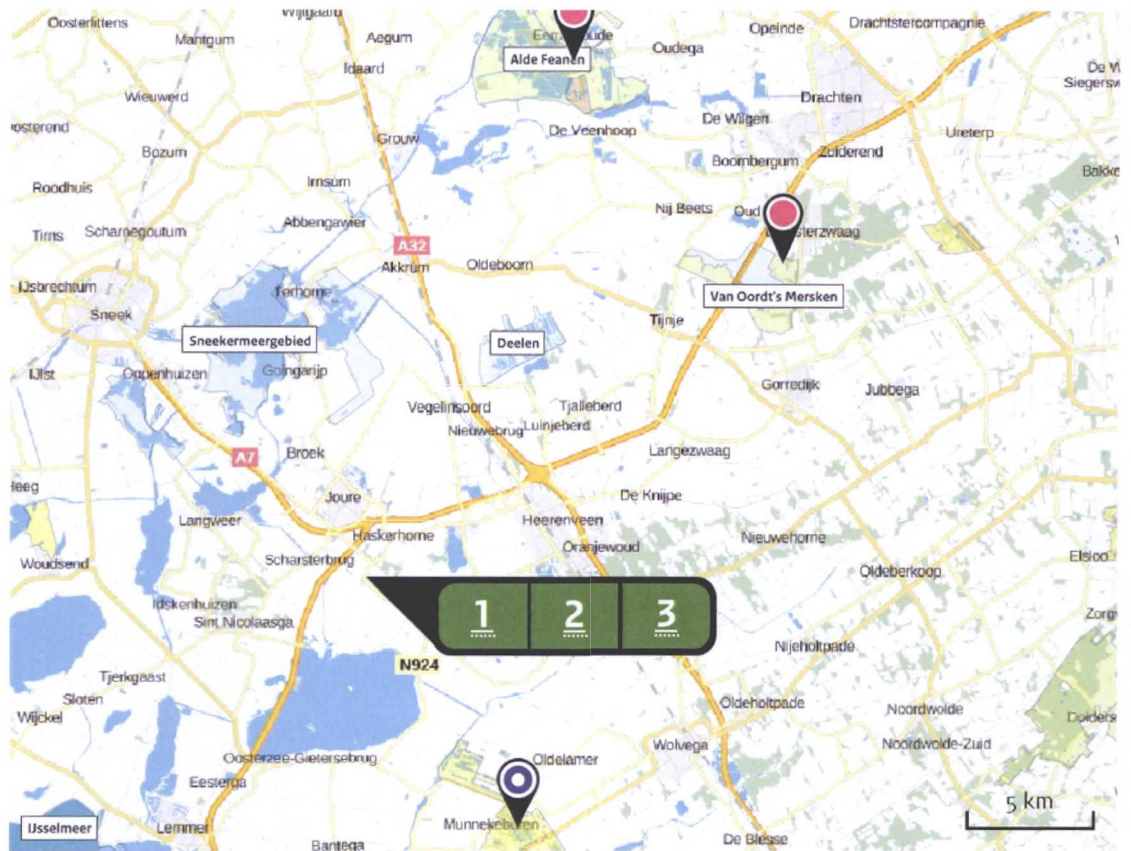 Oosterlittens
Wijtgaard
Mantgum
Aegum
Idaard
Alde Feanen
Oudega
Opeinde
Drachtstercompagnie
Wieuwerd
Drachten
De Wilgen
De Veenhoop
Ureterp
Grouw
Bozum
Boornbergum
Zuiderend
Roodhuis
Irnsum
Nij Beets
Oud
Tirns
Scharnegoutum
Abbengawier
A32
Akkrum
Oldeboorn
IJsbrechtum
Terhorne
Van Oordt's Mersken
Sneek
Sneekermeergebied
Deelen
Tijnje
IJlst
Oppenhuizen
Goingarijp
Gorredijk
Jubbega
Vegelinsoord
Tjalleberd
Nieuwebrug
Luinjeberd
A7
Broek
Langezwaag
Joure
De Knijpe
Langweer
Haskerhorne
Heerenveen
Oranjewoud
Nieuwehorne
Woudsend
Scharsterbrug
Elsloo
Oldeberkoop
Idskenhuizen
Sint Nicolaasga
1
2
3
Nijeholtpade
N924
Tjerkgaast
Sloten
Wijckel
Oldeholtpade
Noordwolde
Wolvega
Noordwolde-Zuid
Oosterzee-Gietersebrug
Oldelamer
Eesterga
5 km
IJsselmeer
Lemmer
Munnekeburen
Bantega
De Blesse